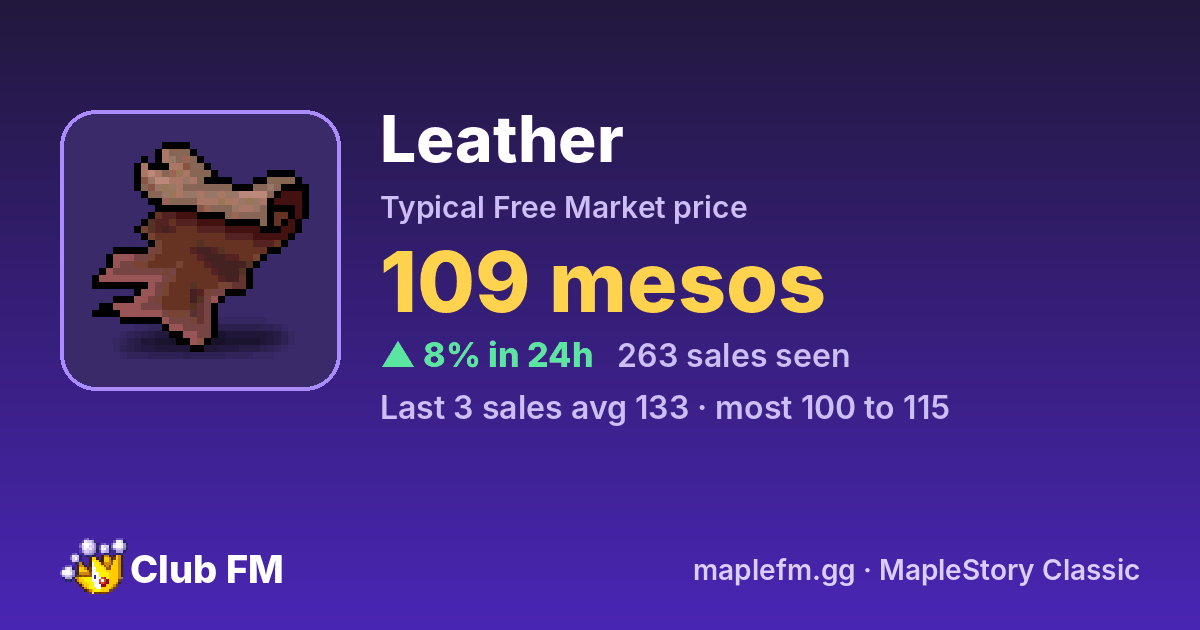 Leather
Typical Free Market price
109 mesos
▲ 8% in 24h 263 sales seen
Last 3 sales avg 133 · most 100 to 115
Club FM
maplefm.gg · MapleStory Classic